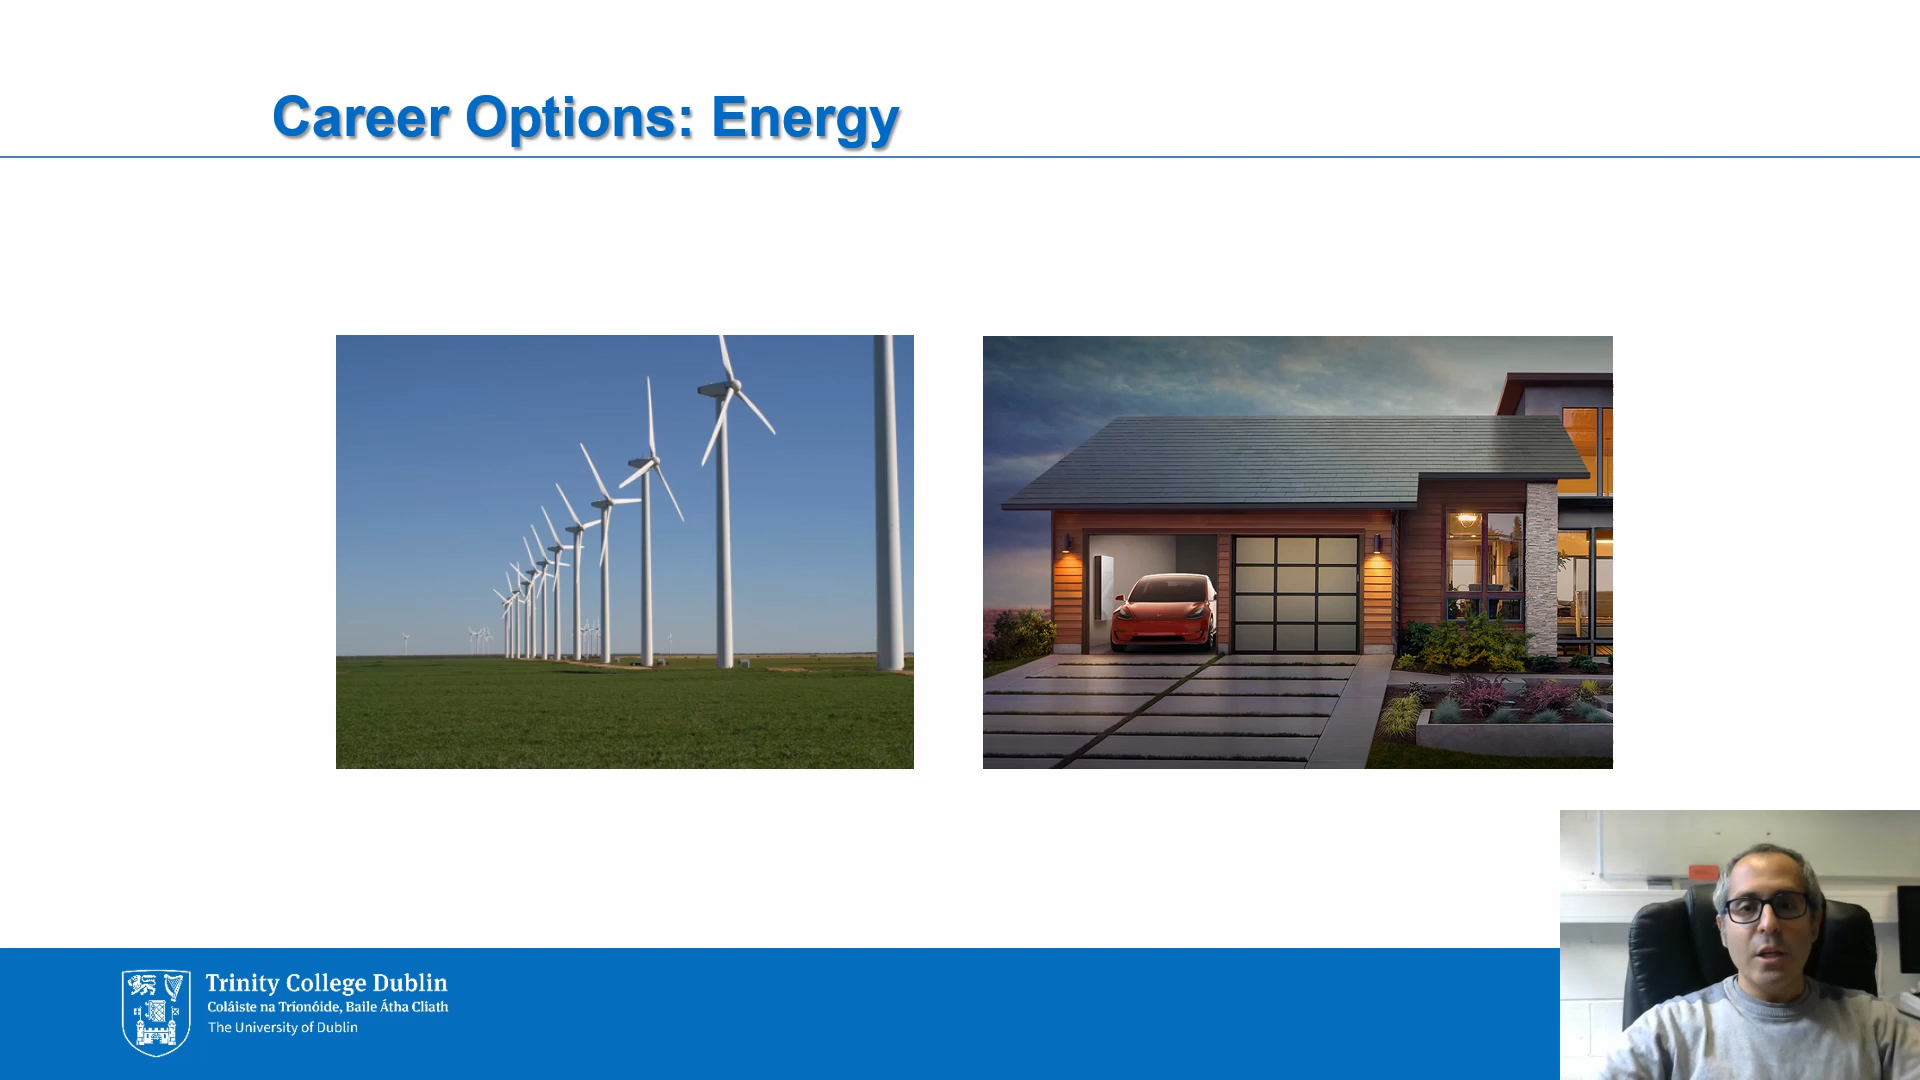 Career Options: Energy
Trinity College Dublin
Coláiste na Tríonóide, Baile Átha Cliath
The University of Dublin